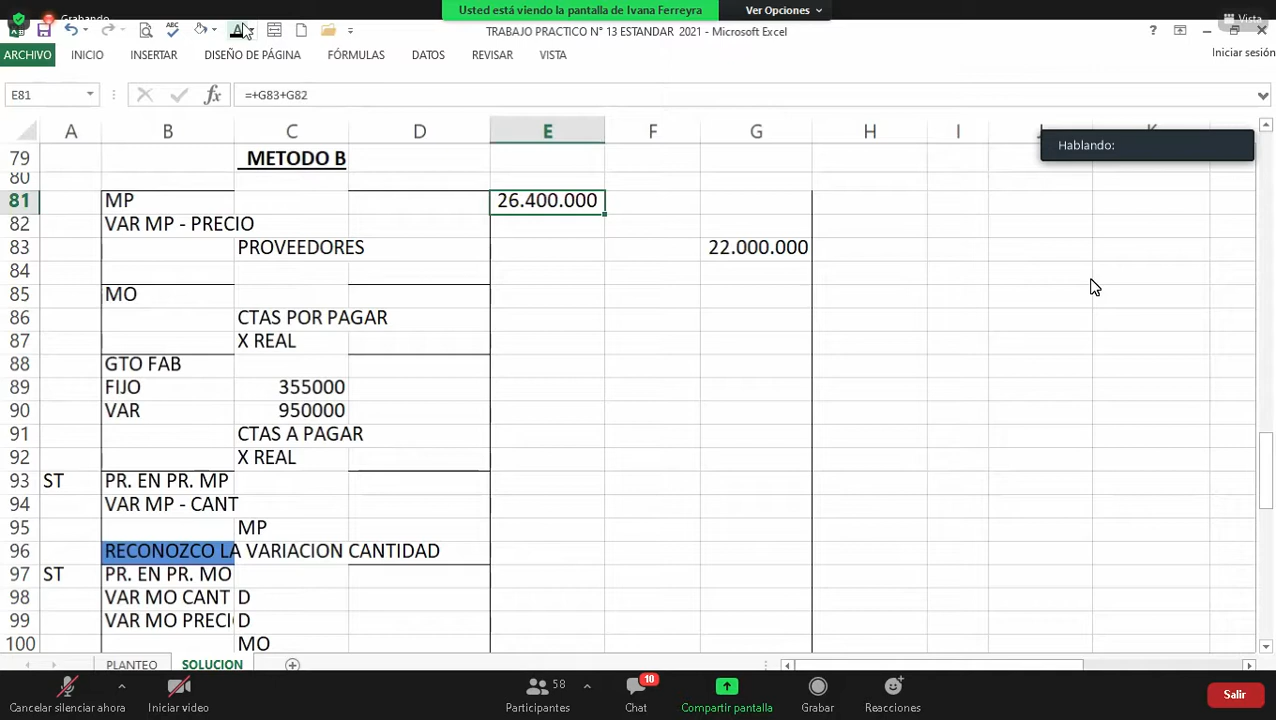 Grabando
Usted está viendo la pantalla de Ivana Ferreyra
Ver Opciones
Vista
TRABAJO PRACTICO N° 13 ESTANDAR 2021 - Microsoft Excel
ARCHIVO INICIO INSERTAR DISEÑO DE PÁGINA FÓRMULAS DATOS REVISAR VISTA
Iniciar sesión
E81 fx =+G83+G82
A B C D E F G H I J K
Hablando:
79 METODO B
80
81 MP 26.400.000
82 VAR MP - PRECIO
83 PROVEEDORES 22.000.000
84
85 MO
86 CTAS POR PAGAR
87 X REAL
88 GTO FAB
89 FIJO 355000
90 VAR 950000
91 CTAS A PAGAR
92 X REAL
93 ST PR. EN PR. MP
94 VAR MP - CANT
95 MP
96 RECONOZCO LA VARIACION CANTIDAD
97 ST PR. EN PR. MO
98 VAR MO CANT D
99 VAR MO PRECI D
100 MO
PLANTEO SOLUCION
58 10
Cancelar silenciar ahora Iniciar video Participantes Chat Compartir pantalla Grabar Reacciones Salir